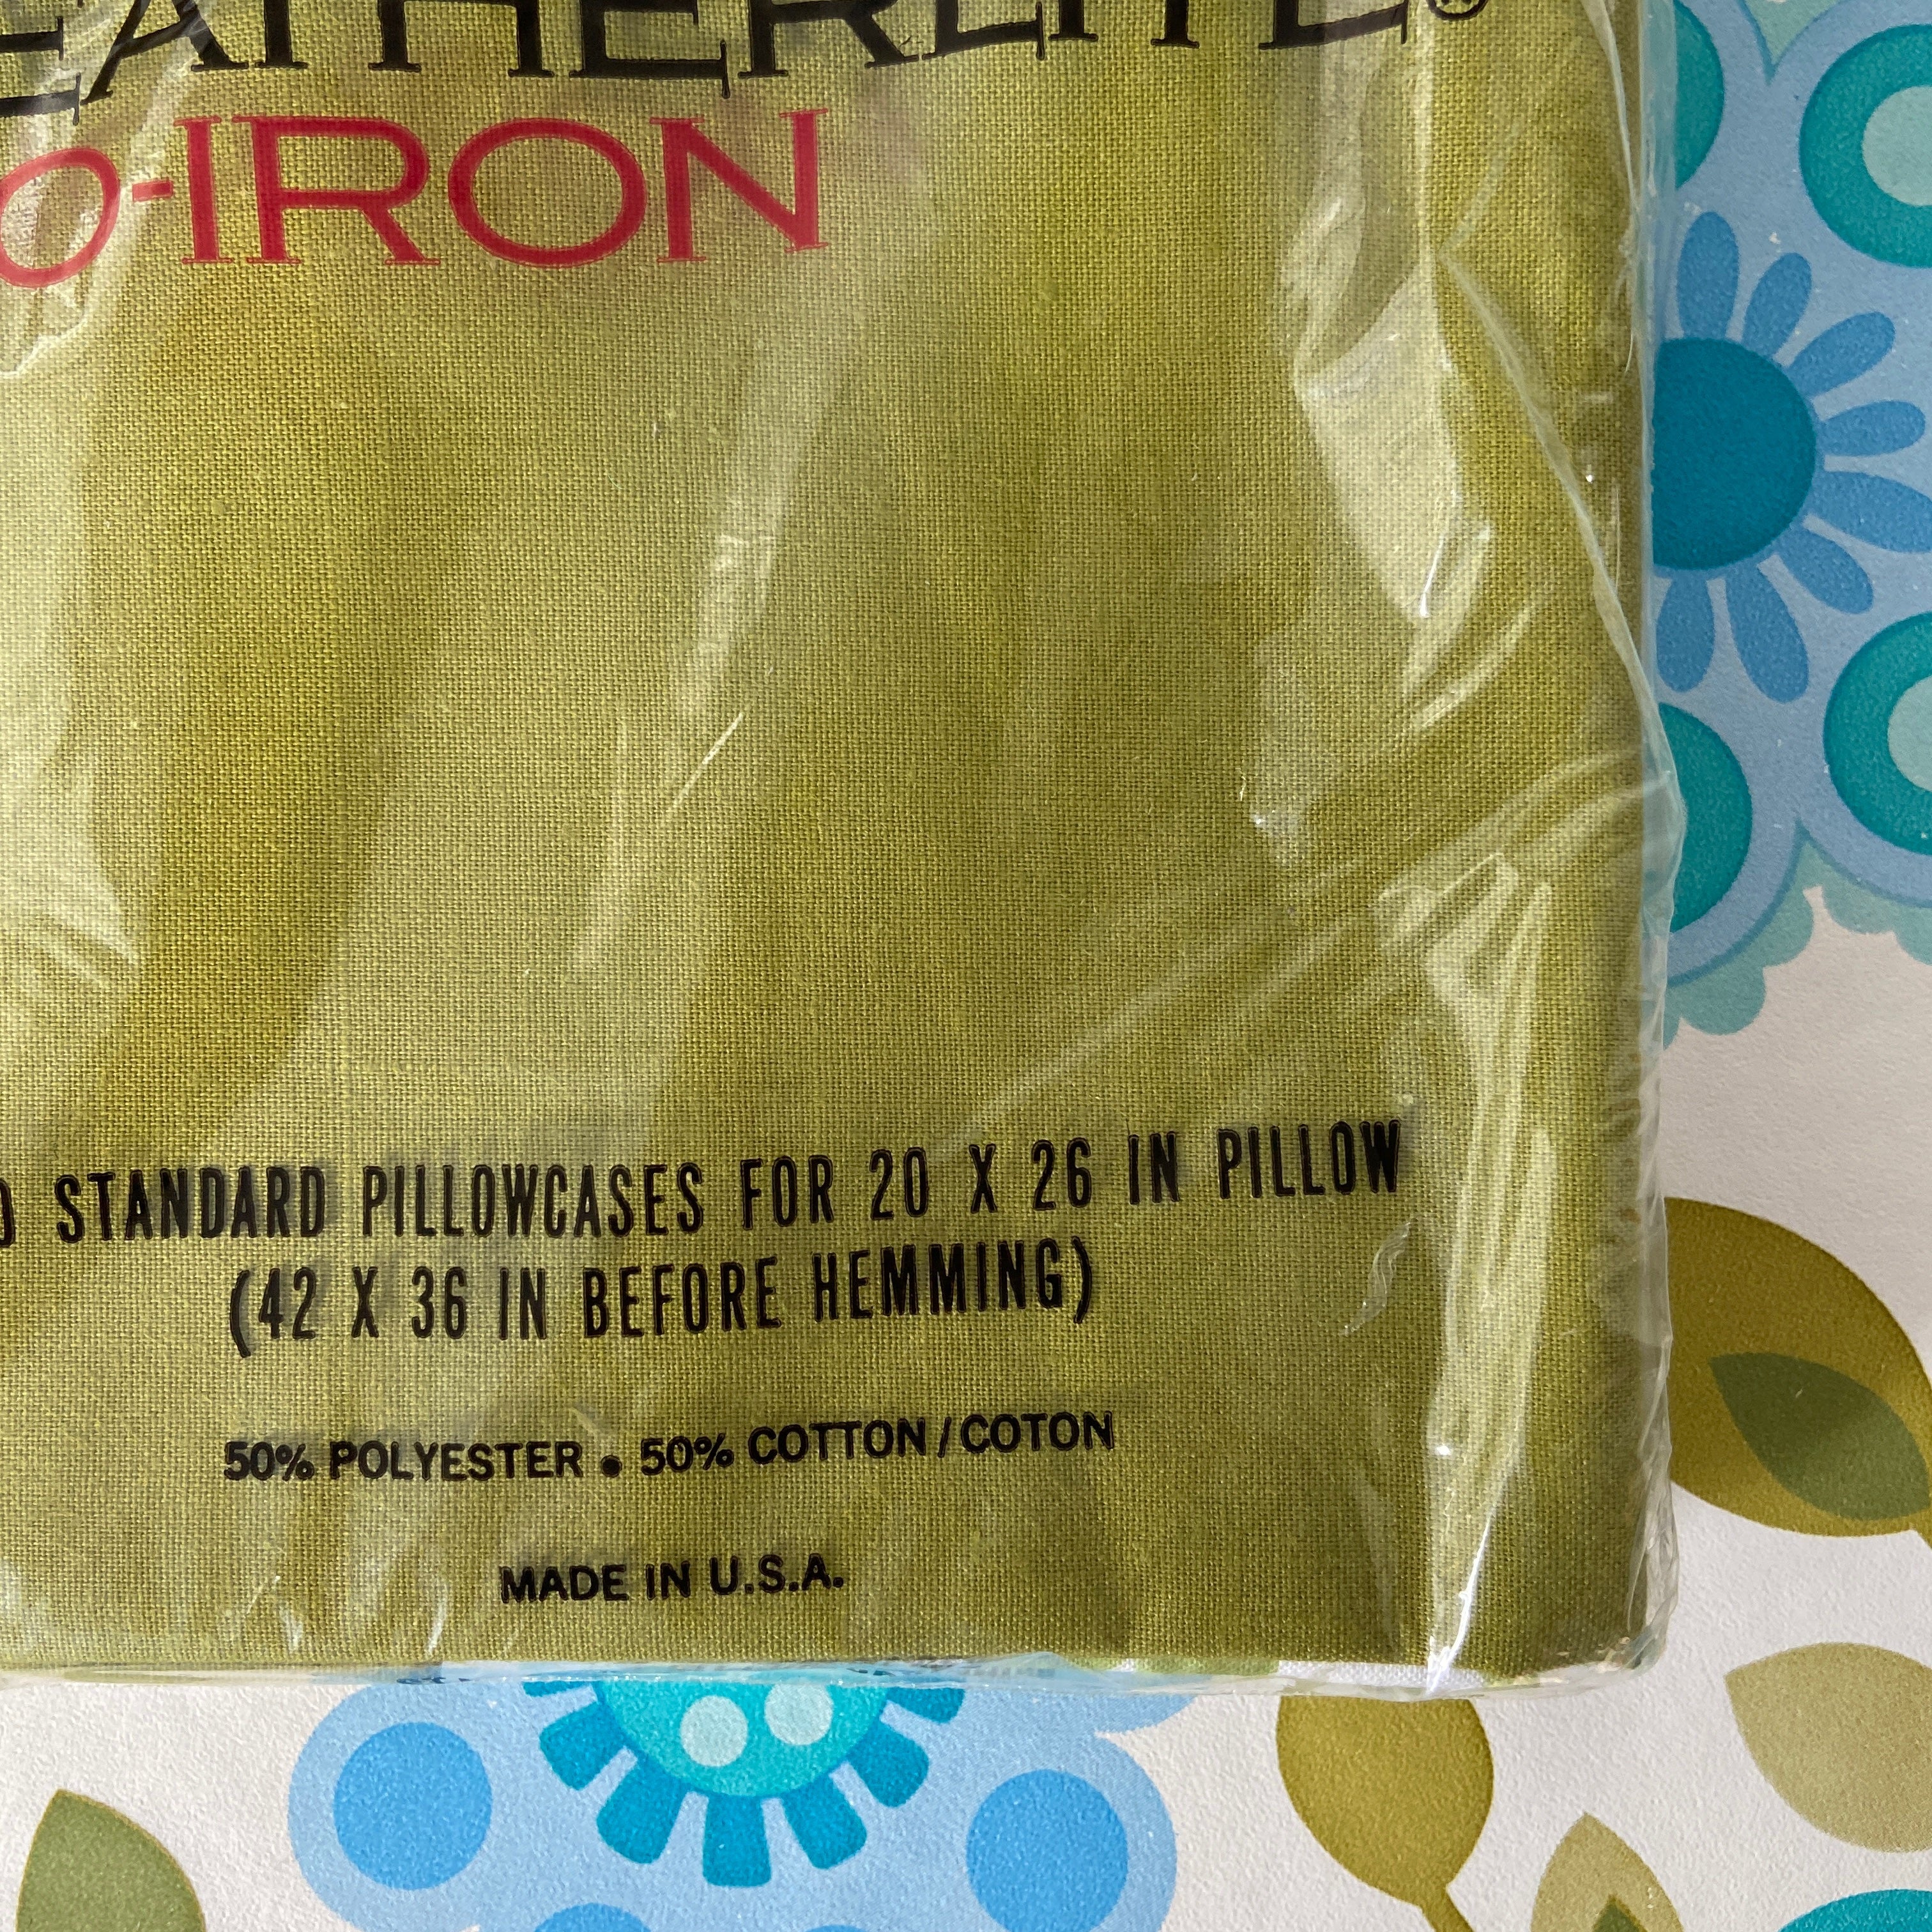 EATHERLITE®
O-IRON
STANDARD PILLOWCASES FOR 20 X 26 IN PILLOW
(42 X 36 IN BEFORE HEMMING)
50% POLYESTER • 50% COTTON/COTON
MADE IN U.S.A.